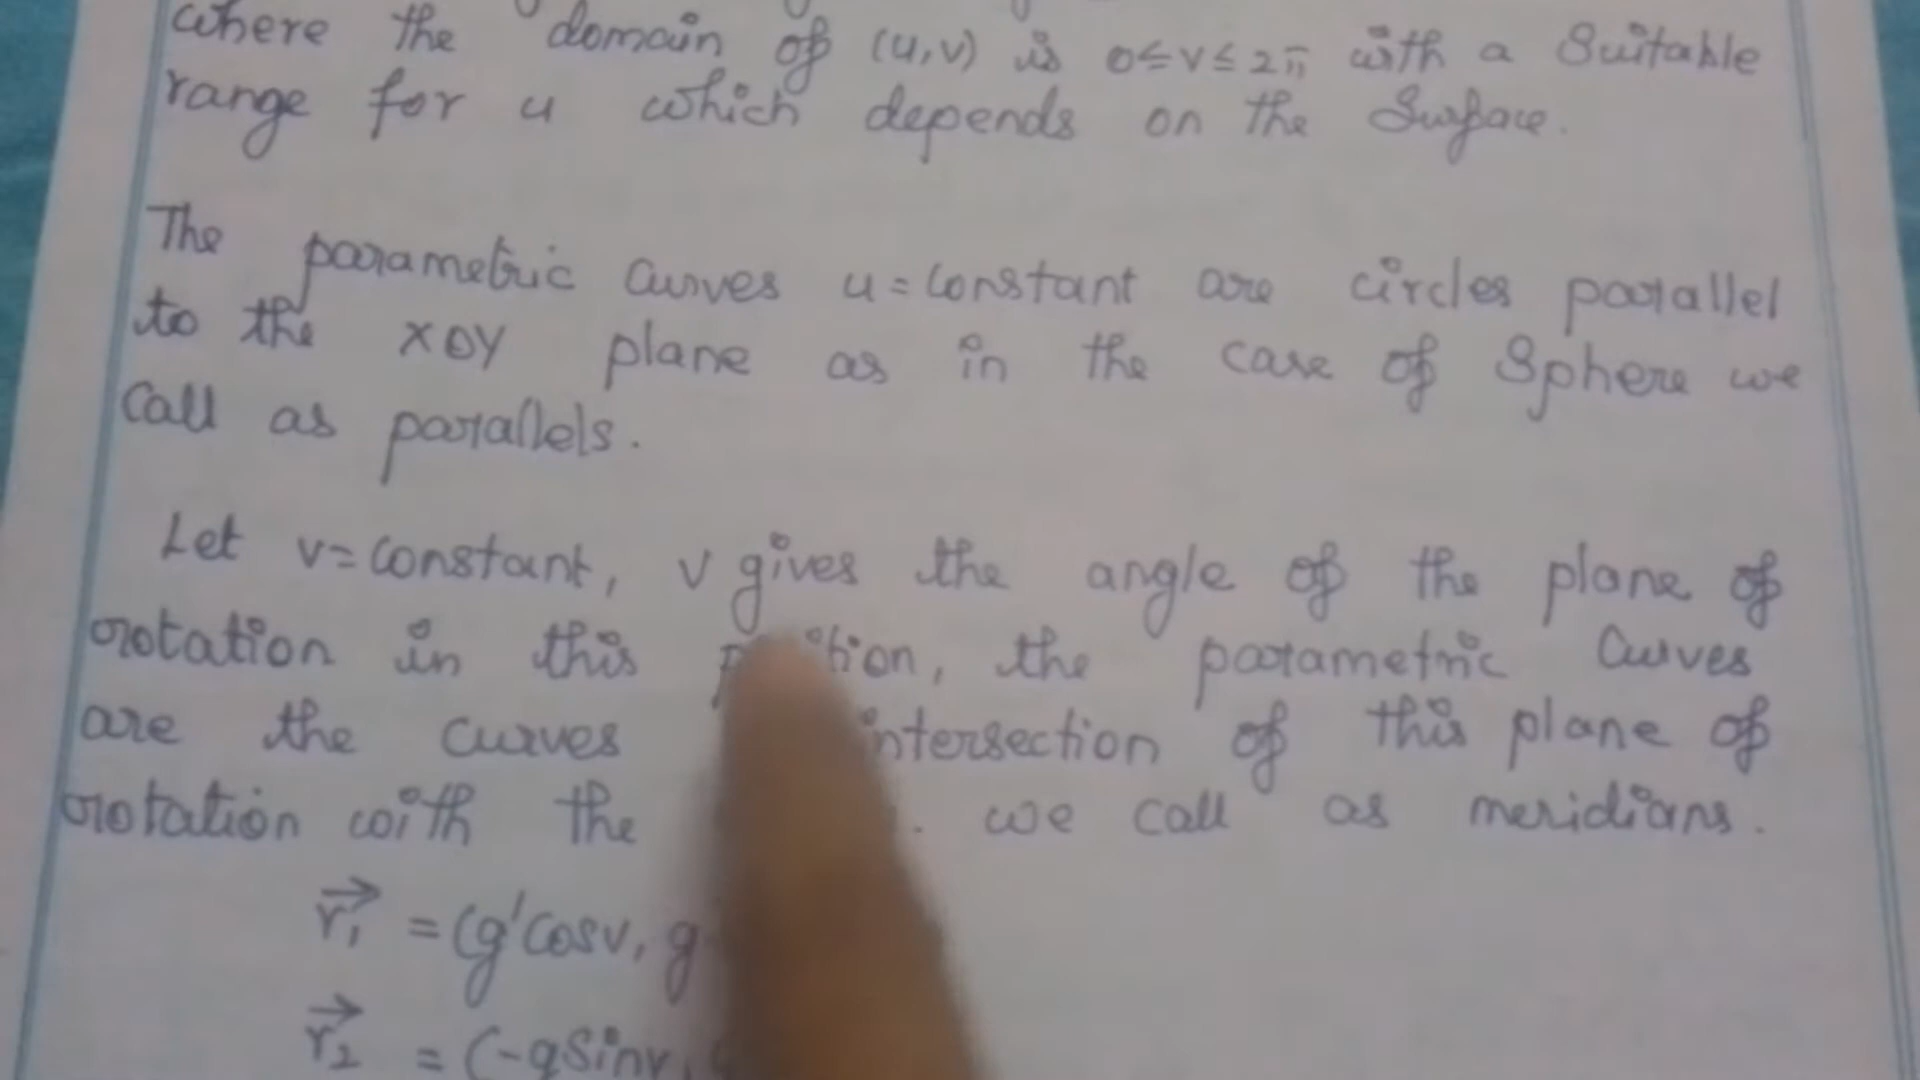 where the domain of (u,v) is 0≤v≤2π with a Suitable
range for u which depends on the Surface.
The parametric curves u=constant are circles parallel
to the XOY plane as in the case of Sphere we
call as parallels.
Let v=constant, v gives the angle of the plane of
rotation in this the parametric curves
are the curves intersection of this plane of
rotation with the we call as meridians.
r⃗₁ = (g'cosv, g
r⃗₂ = (-gsinv,